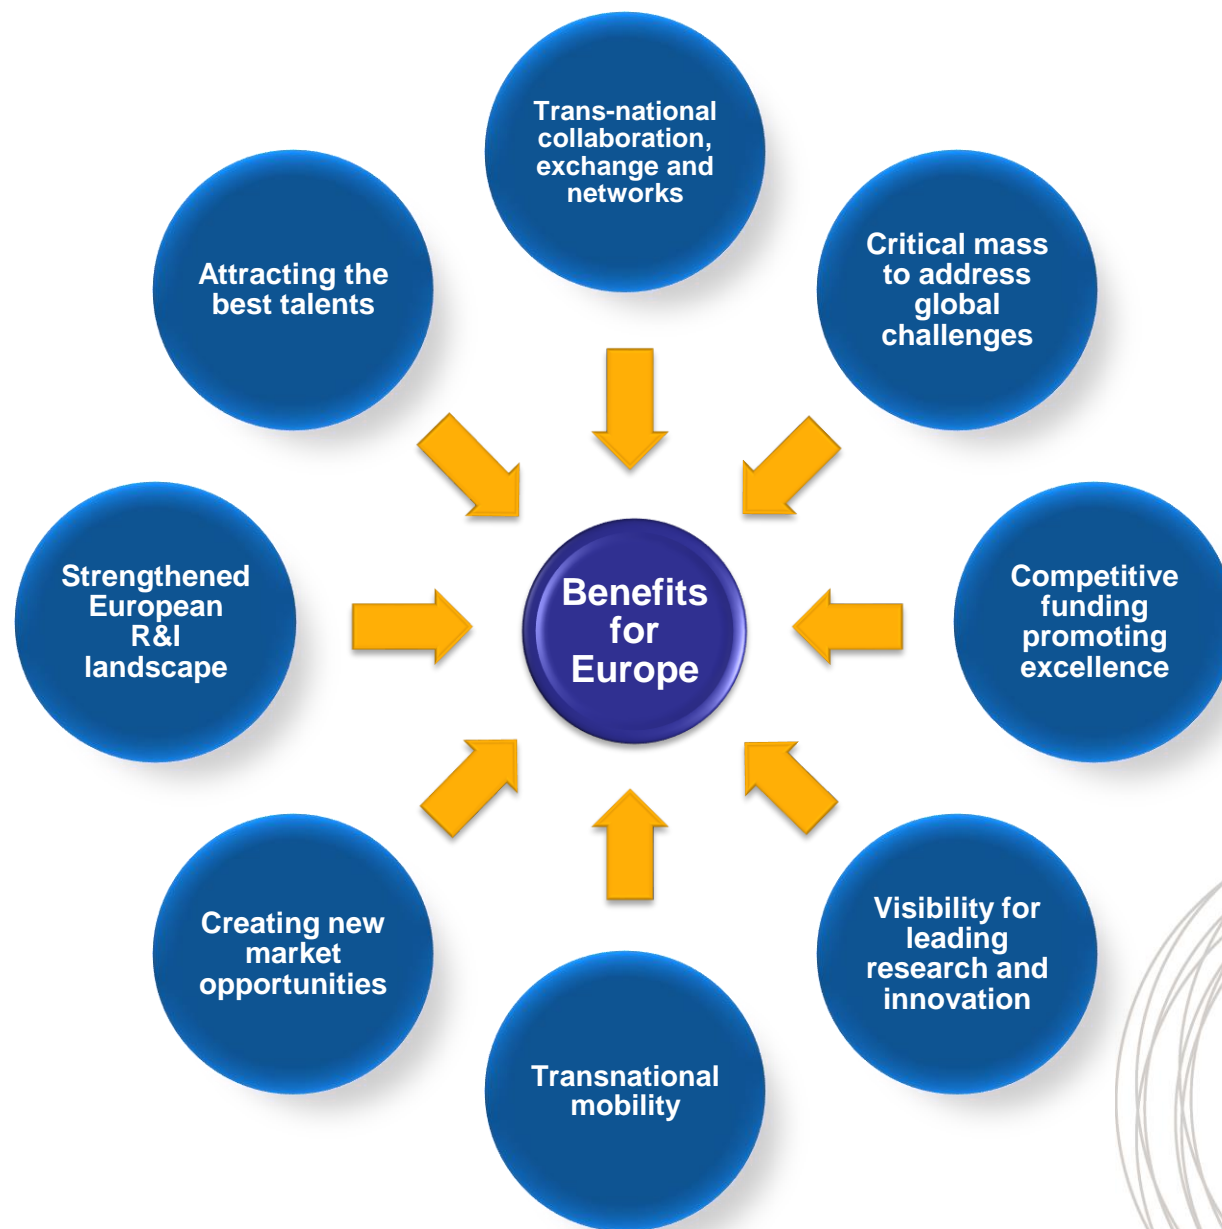 Trans-national
collaboration,
exchange and
networks
Critical mass
to address
global
challenges
Competitive
funding
promoting
excellence
Visibility for
leading
research and
innovation
Transnational
mobility
Creating new
market
opportunities
Strengthened
European
R&I
landscape
Attracting the
best talents
Benefits
for
Europe